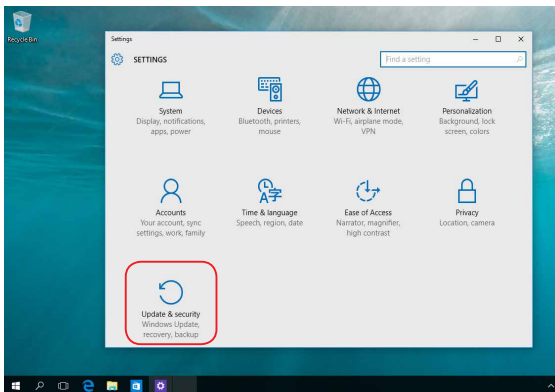 Recycle Bin
Settings
SETTINGS
Find a setting
System
Display, notifications,
apps, power
Devices
Bluetooth, printers,
mouse
Network & Internet
Wi-Fi, airplane mode,
VPN
Personalization
Background, lock
screen, colors
Accounts
Your account, sync
settings, work, family
Time & language
Speech, region, date
Ease of Access
Narrator, magnifier,
high contrast
Privacy
Location, camera
Update & security
Windows Update,
recovery, backup